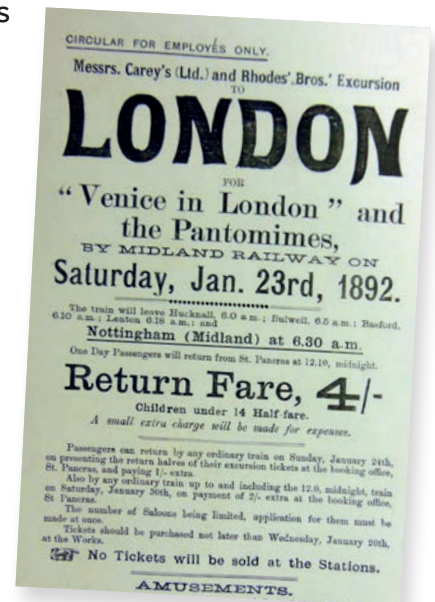 s
CIRCULAR FOR EMPLOYÉS ONLY.
Messrs. Carey's (Ltd.) and Rhodes'.Bros.' Excursion
TO
LONDON
FOR
“ Venice in London ” and
the Pantomimes,
BY MIDLAND RAILWAY ON
Saturday, Jan. 23rd, 1892.
The train will leave Hucknall, 6.0 a.m.; Bulwell, 6.5 a.m.; Basford,
6.10 a.m.; Lenton 6.18 a.m.; and
Nottingham (Midland) at 6.30 a.m.
One Day Passengers will return from St. Pancras at 12.10, midnight.
Return Fare, 4/-
Children under 14 Half-fare.
A small extra charge will be made for expenses.
Passengers can return by any ordinary train on Sunday, January 24th,
on presenting the return halves of their excursion tickets at the booking office,
St. Pancras, and paying 1/- extra.
Also by any ordinary train up to and including the 12.0, midnight, train
on Saturday, January 30th, on payment of 2/- extra at the booking office,
St Pancras.
The number of Saloons being limited, application for them must be
made at once.
Tickets should be purchased not later than Wednesday, January 20th,
at the Works.
☞ No Tickets will be sold at the Stations.
AMUSEMENTS.